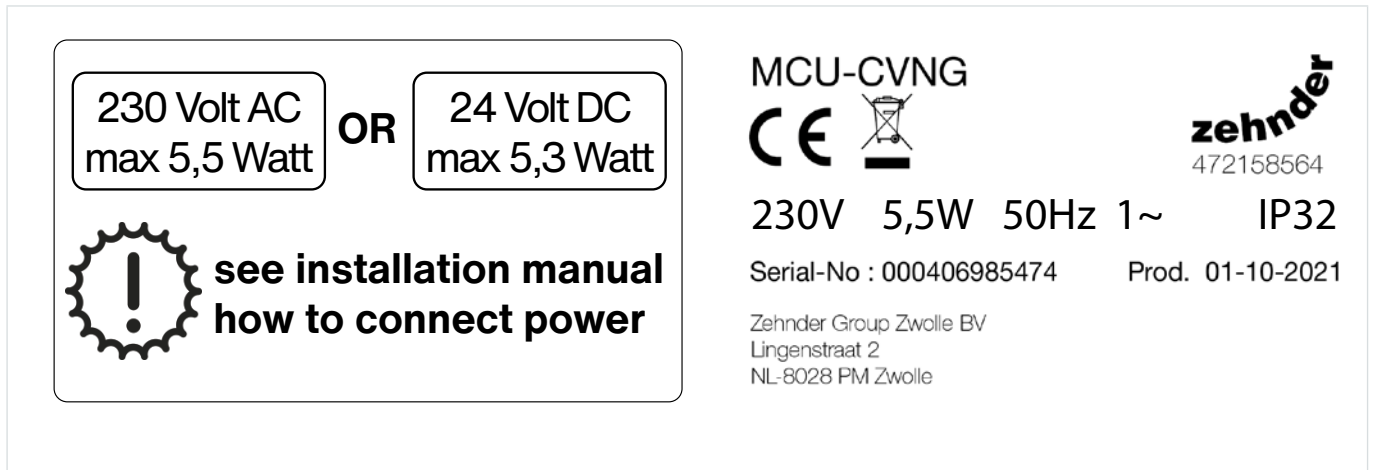 230 Volt AC
max 5,5 Watt
OR
24 Volt DC
max 5,3 Watt
see installation manual
how to connect power
MCU-CVNG
CE
zehnder
472158564
230V 5,5W 50Hz 1~ IP32
Serial-No : 000406985474 Prod. 01-10-2021
Zehnder Group Zwolle BV
Lingenstraat 2
NL-8028 PM Zwolle